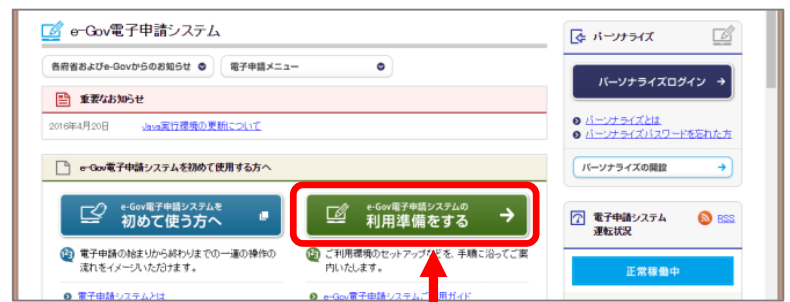 e-Gov電子申請システム
各府省およびe-Govからのお知らせ
電子申請メニュー
重要なお知らせ
2016年4月20日 Java実行環境の更新について
e-Gov電子申請システムを初めて使用する方へ
e-Gov電子申請システムを
初めて使う方へ
e-Gov電子申請システムの
利用準備をする
電子申請の始まりから終わりまでの一連の操作の
流れをイメージいただけます。
ご利用環境のセットアップなどを、手順に沿ってご案
内いたします。
電子申請システムとは
e-Gov電子申請システムご利用ガイド
パーソナライズ
パーソナライズログイン
パーソナライズとは
パーソナライズパスワードを忘れた方
パーソナライズの開設
電子申請システム
運転状況
RSS
正常稼働中